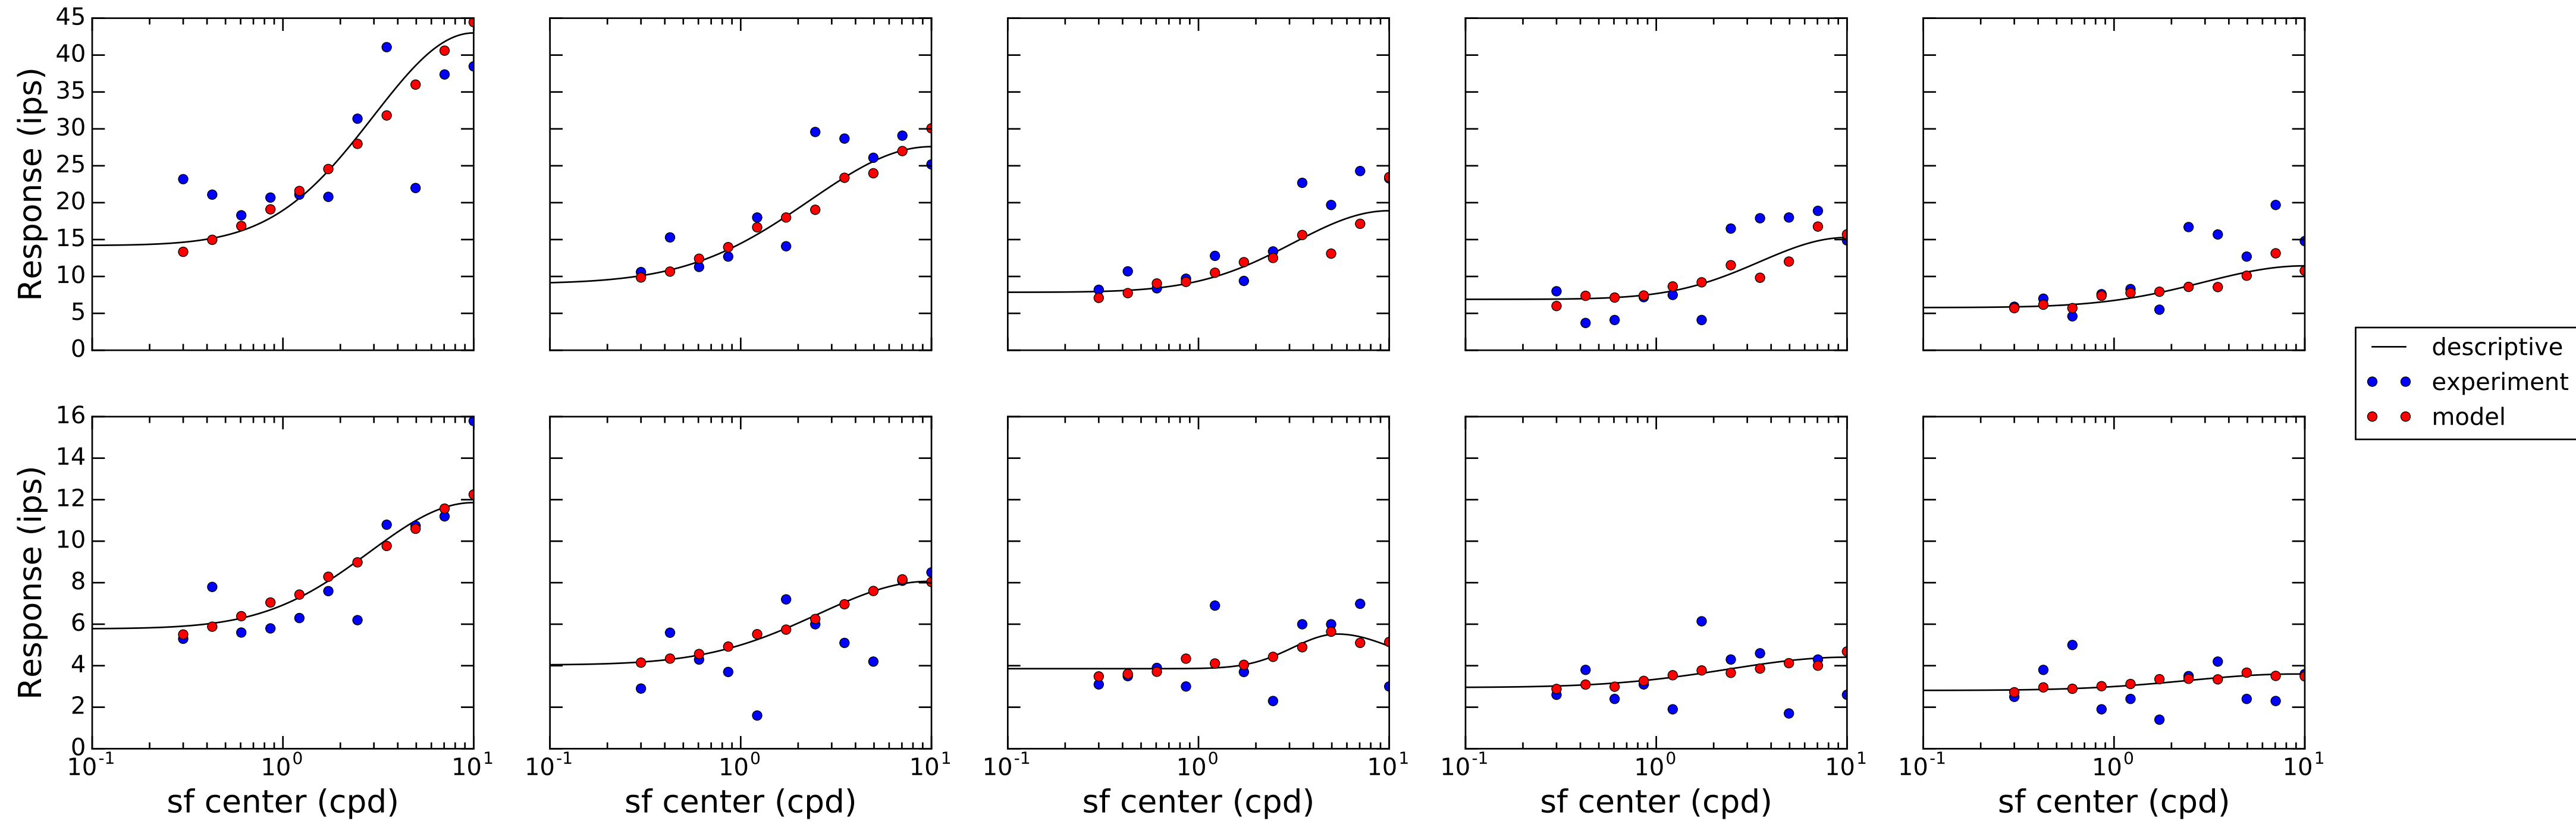 45
40
35
30
25
20
15
10
5
0
Response (ips)
descriptive
experiment
model
16
14
12
10
8
6
4
2
0
Response (ips)
10^-1 10^0 10^1 10^-1 10^0 10^1 10^-1 10^0 10^1 10^-1 10^0 10^1 10^-1 10^0 10^1
sf center (cpd) sf center (cpd) sf center (cpd) sf center (cpd) sf center (cpd)